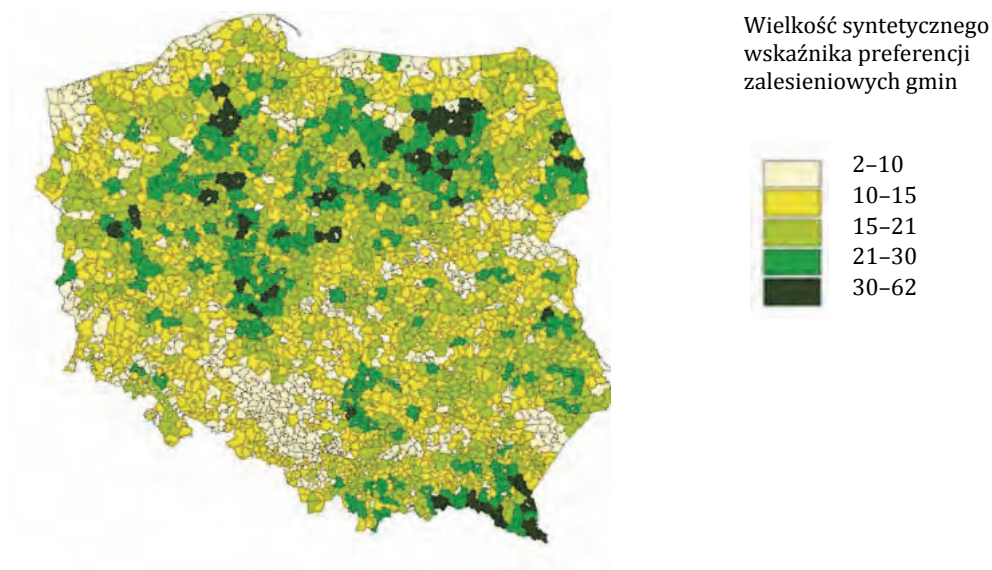 Wielkość syntetycznego
wskaźnika preferencji
zalesieniowych gmin
2–10
10–15
15–21
21–30
30–62